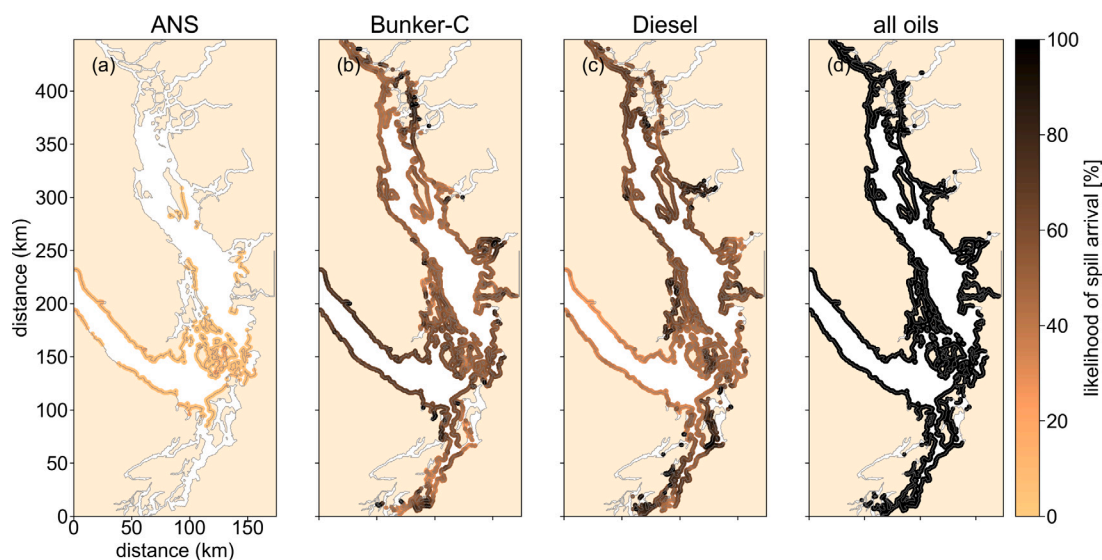 ANS
Bunker-C
Diesel
all oils
(a)
(b)
(c)
(d)
400
350
300
250
200
150
100
50
0
distance (km)
0
50
100
150
distance (km)
100
80
60
40
20
0
likelihood of spill arrival [%]